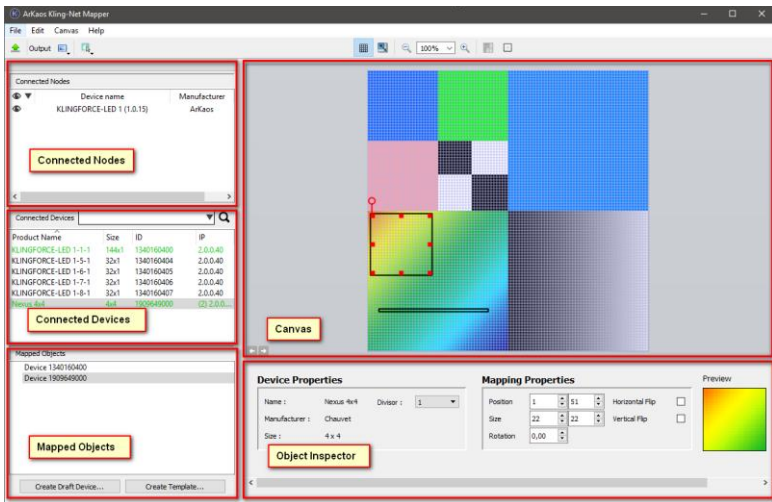 ArKaos Kling-Net Mapper
File Edit Canvas Help
Output 100%
Connected Nodes
Device name Manufacturer
KLINGFORCE-LED 1 (1.0.15) ArKaos
Connected Nodes
Connected Devices
Product Name Size ID IP
KLINGFORCE-LED 1-1-1 144x1 1340160400 2.0.0.40
KLINGFORCE-LED 1-5-1 32x1 1340160404 2.0.0.40
KLINGFORCE-LED 1-6-1 32x1 1340160405 2.0.0.40
KLINGFORCE-LED 1-7-1 32x1 1340160406 2.0.0.40
KLINGFORCE-LED 1-8-1 32x1 1340160407 2.0.0.40
Nexus 4x4 4x4 1909649000 (2) 2.0.0...
Connected Devices
Canvas
Mapped Objects
Device 1340160400
Device 1909649000
Mapped Objects
Create Draft Device... Create Template...
Device Properties
Name : Nexus 4x4 Divisor : 1
Manufacturer : Chauvet
Size : 4 x 4
Object Inspector
Mapping Properties
Position 1 51 Horizontal Flip
Size 22 22 Vertical Flip
Rotation 0,00
Preview